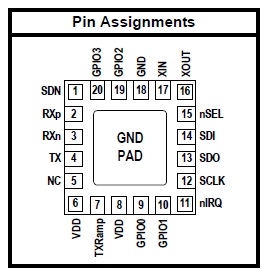 Pin Assignments
GPIO3
GPIO2
GND
XIN
XOUT
SDN 1 20 19 18 17 16
RXp 2 15 nSEL
RXn 3 14 SDI
GND
PAD
TX 4 13 SDO
NC 5 12 SCLK
6 7 8 9 10 11 nIRQ
VDD
TXRamp
VDD
GPIO0
GPIO1